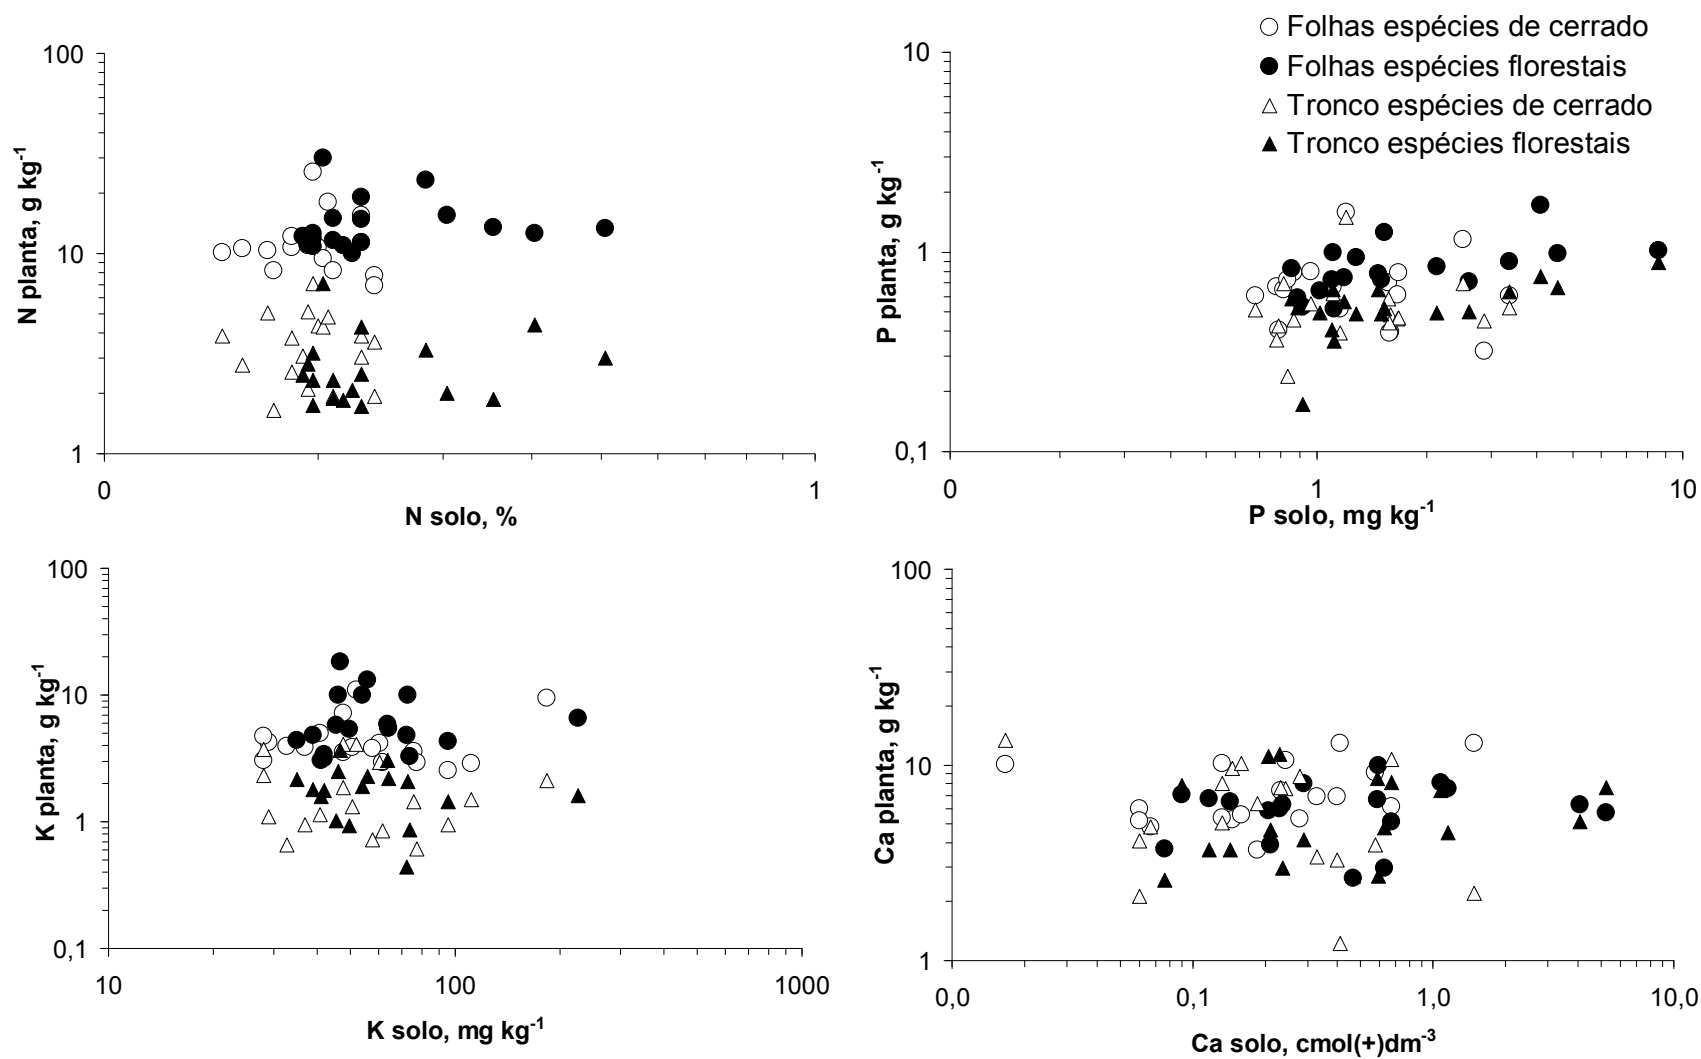 Folhas espécies de cerrado
Folhas espécies florestais
Tronco espécies de cerrado
Tronco espécies florestais
N planta, g kg⁻¹
100
10
1
0
1
N solo, %
P planta, g kg⁻¹
10
1
0,1
0
1
10
P solo, mg kg⁻¹
K planta, g kg⁻¹
100
10
1
0,1
10
100
1000
K solo, mg kg⁻¹
Ca planta, g kg⁻¹
100
10
1
0,0
0,1
1,0
10,0
Ca solo, cmol(+)dm⁻³